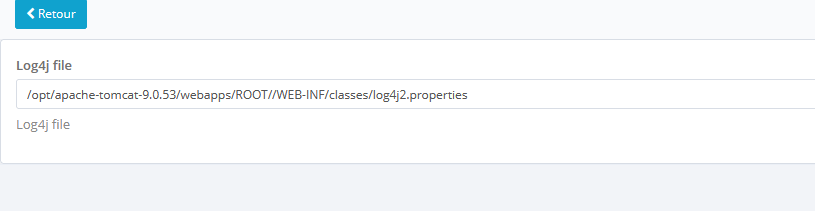 Retour
Log4j file
/opt/apache-tomcat-9.0.53/webapps/ROOT//WEB-INF/classes/log4j2.properties
Log4j file